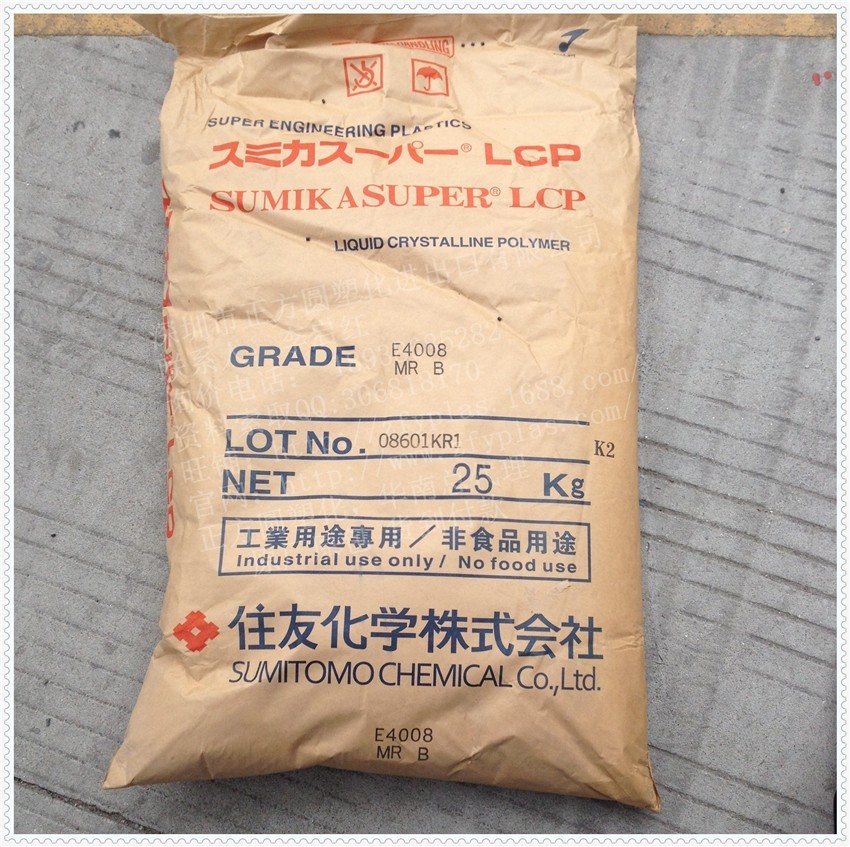 HANDLING
SUPER ENGINEERING PLASTICS
スミカスーパー® LCP
SUMIKASUPER® LCP
LIQUID CRYSTALLINE POLYMER
GRADE E4008
MR B
LOT No. 08601KR1 K2
NET 25 Kg
工業用途専用／非食品用途
Industrial use only / No food use
住友化学株式会社
SUMITOMO CHEMICAL Co.,Ltd.
E4008
MR B